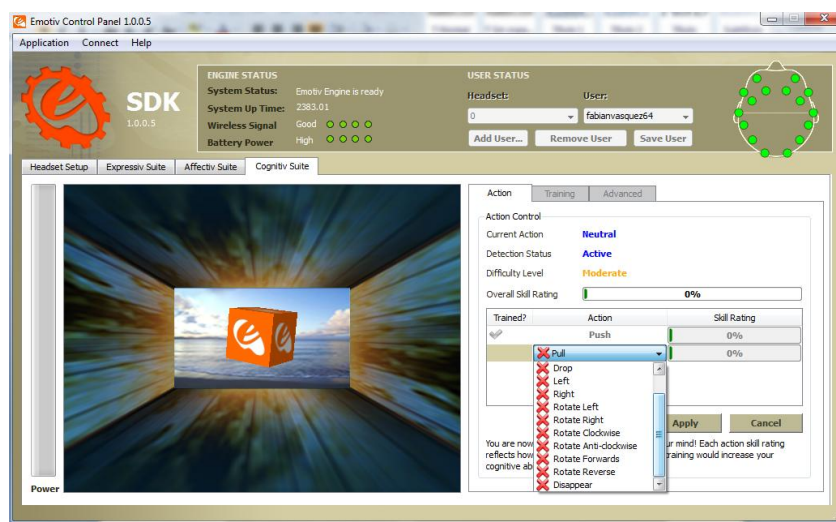 Emotiv Control Panel 1.0.0.5
Application Connect Help
SDK
1.0.0.5
ENGINE STATUS
System Status: Emotiv Engine is ready
System Up Time: 2383.01
Wireless Signal Good
Battery Power High
USER STATUS
Headset: User:
0 fabianvasquez64
Add User... Remove User Save User
Headset Setup Expressiv Suite Affectiv Suite Cognitiv Suite
Power
Action Training Advanced
Action Control
Current Action Neutral
Detection Status Active
Difficulty Level Moderate
Overall Skill Rating 0%
Trained? Action Skill Rating
Push 0%
Pull 0%
Drop
Left
Right
Rotate Left
Rotate Right
Rotate Clockwise
Rotate Anti-clockwise
Rotate Forwards
Rotate Reverse
Disappear
Apply Cancel
You are now ur mind! Each action skill rating
reflects how training would increase your
cognitive ab